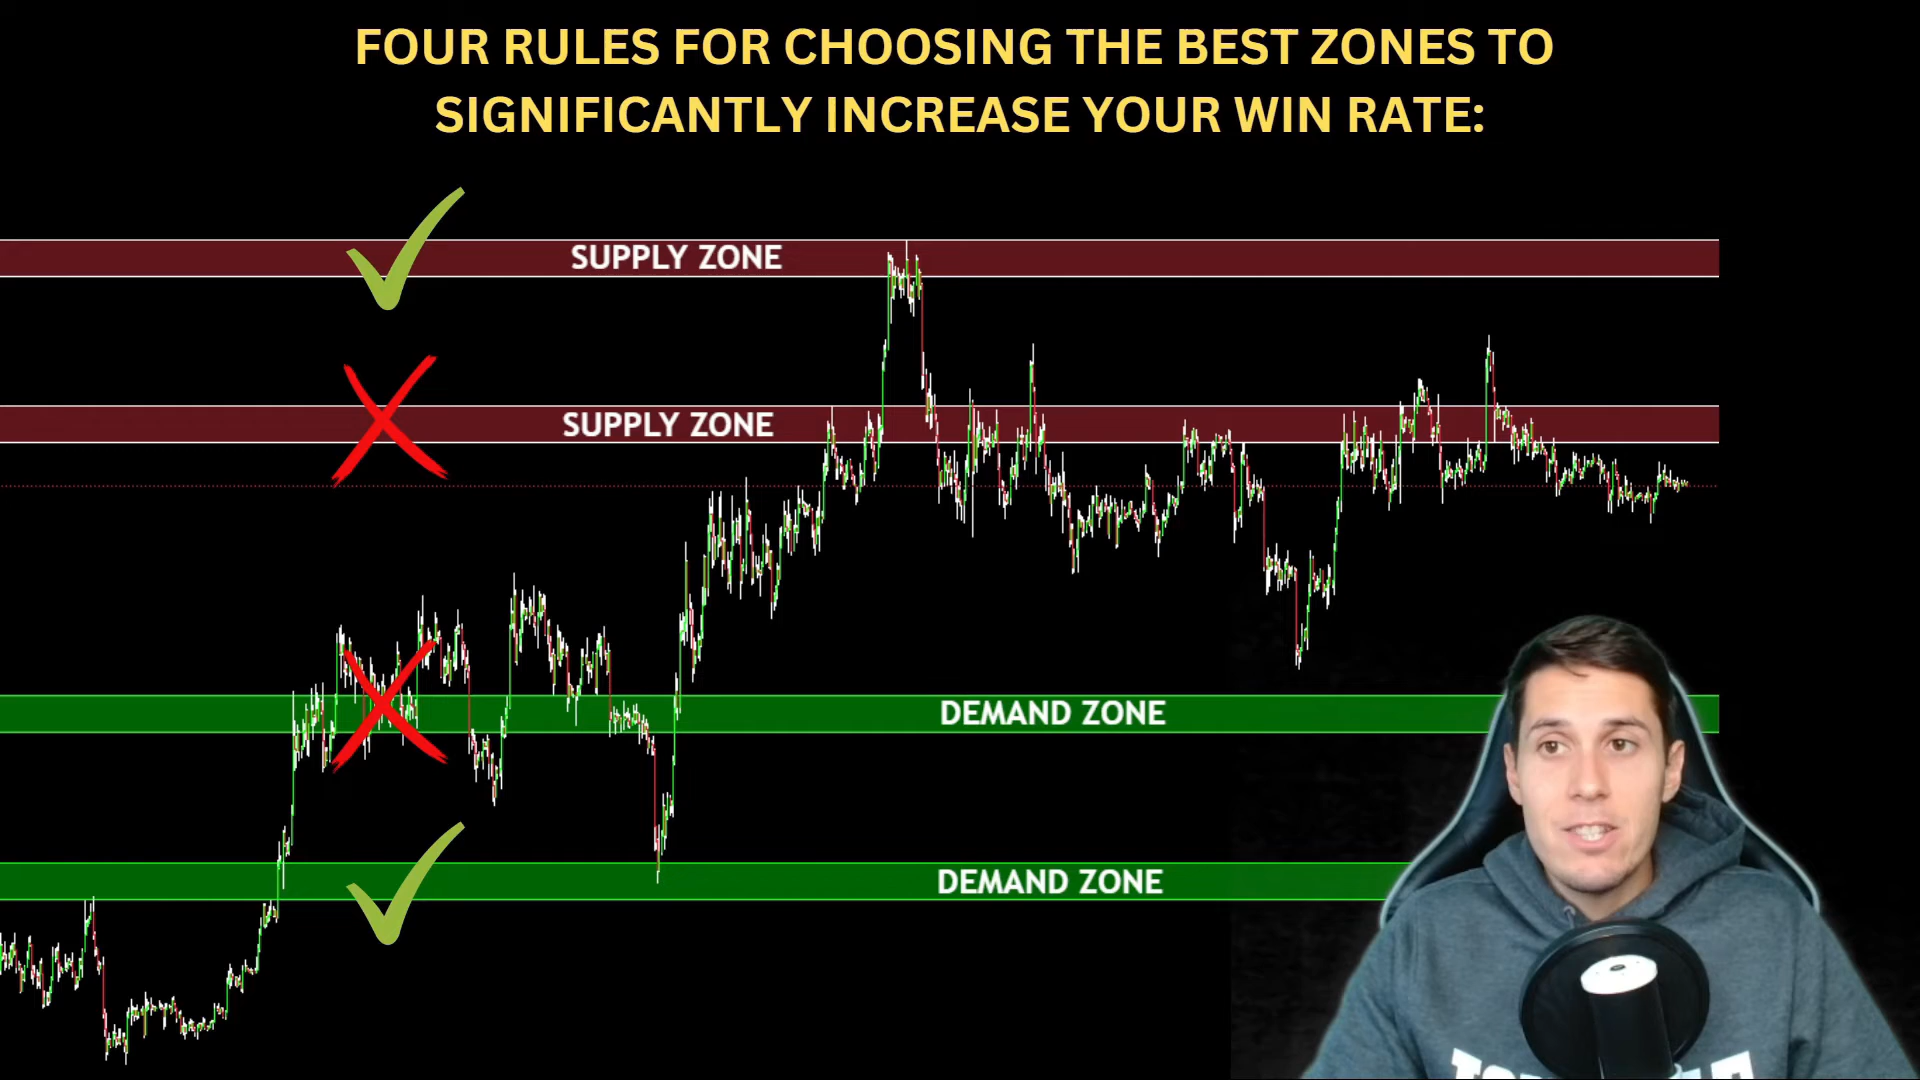 FOUR RULES FOR CHOOSING THE BEST ZONES TO
SIGNIFICANTLY INCREASE YOUR WIN RATE:
SUPPLY ZONE
SUPPLY ZONE
DEMAND ZONE
DEMAND ZONE